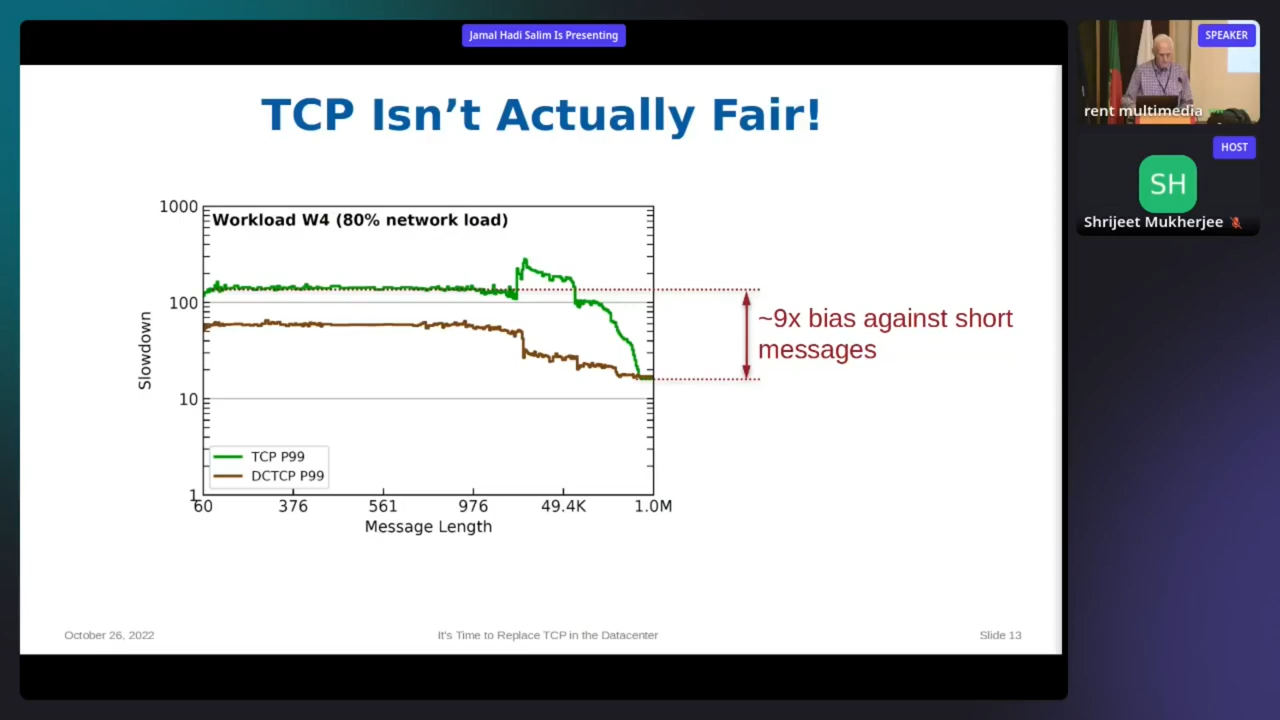 Jamal Hadi Salim Is Presenting
SPEAKER
rent multimedia
HOST
SH
Shrijeet Mukherjee
TCP Isn't Actually Fair!
Workload W4 (80% network load)
1000
100
10
1
Slowdown
TCP P99
DCTCP P99
60 376 561 976 49.4K 1.0M
Message Length
~9x bias against short
messages
October 26, 2022
It's Time to Replace TCP in the Datacenter
Slide 13